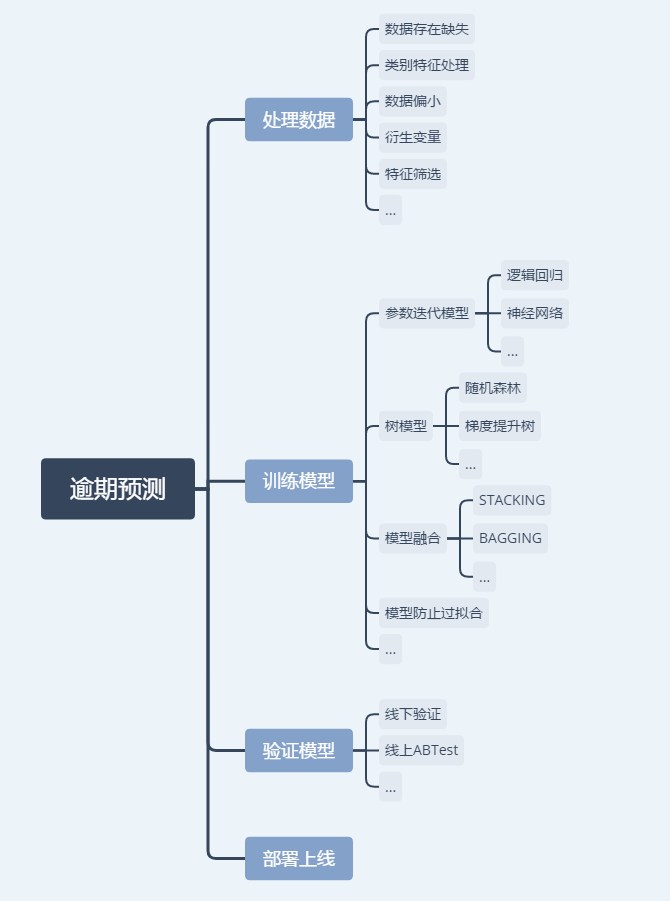 逾期预测
处理数据
数据存在缺失
类别特征处理
数据偏小
衍生变量
特征筛选
...
训练模型
参数迭代模型
逻辑回归
神经网络
...
树模型
随机森林
梯度提升树
...
模型融合
STACKING
BAGGING
...
模型防止过拟合
...
验证模型
线下验证
线上ABTest
...
部署上线